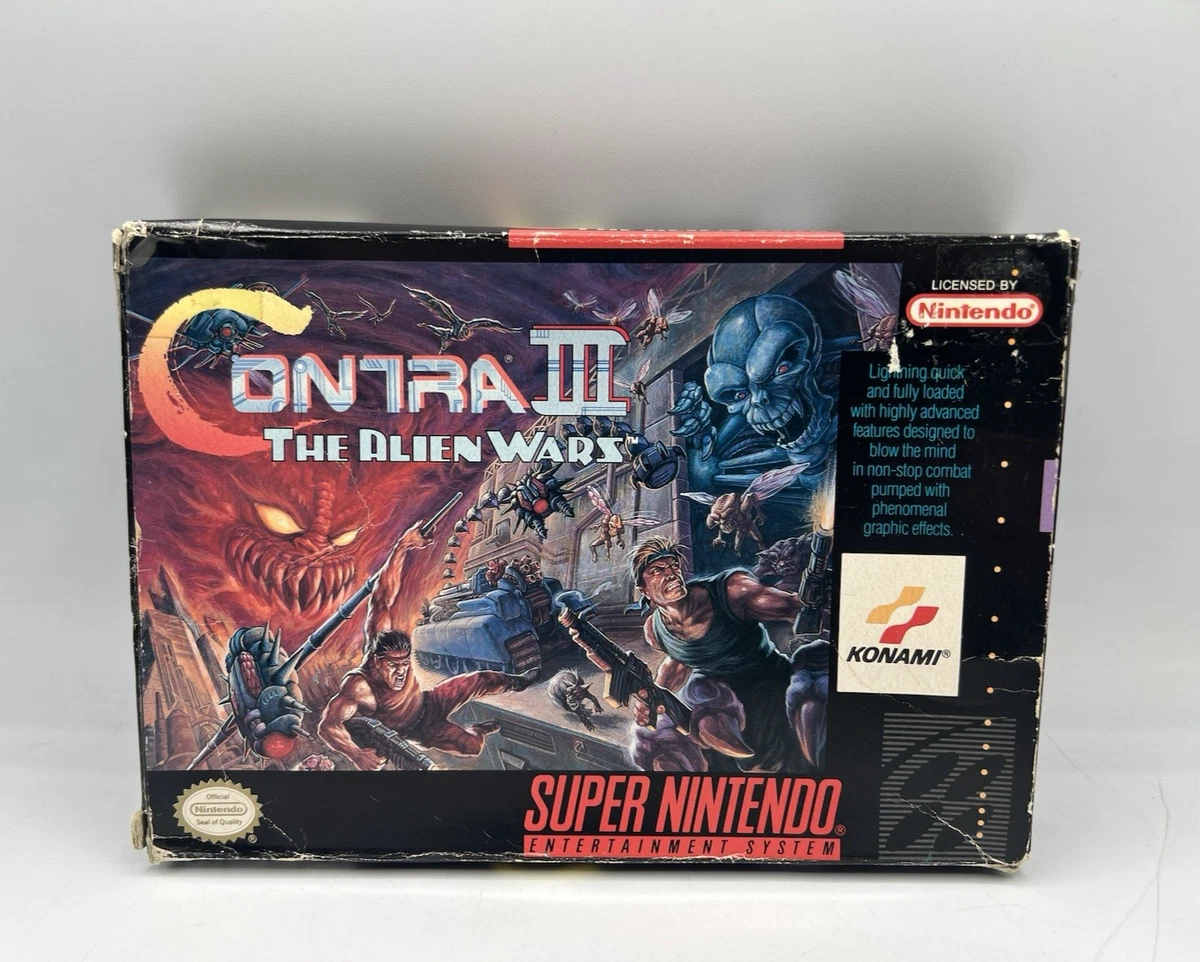 CONTRA® III
THE ALIEN WARS™
LICENSED BY
Nintendo®
Lightning quick
and fully loaded
with highly advanced
features designed to
blow the mind
in non-stop combat
pumped with
phenomenal
graphic effects.
KONAMI®
Official
Nintendo
Seal of Quality
®
SUPER NINTENDO®
ENTERTAINMENT SYSTEM